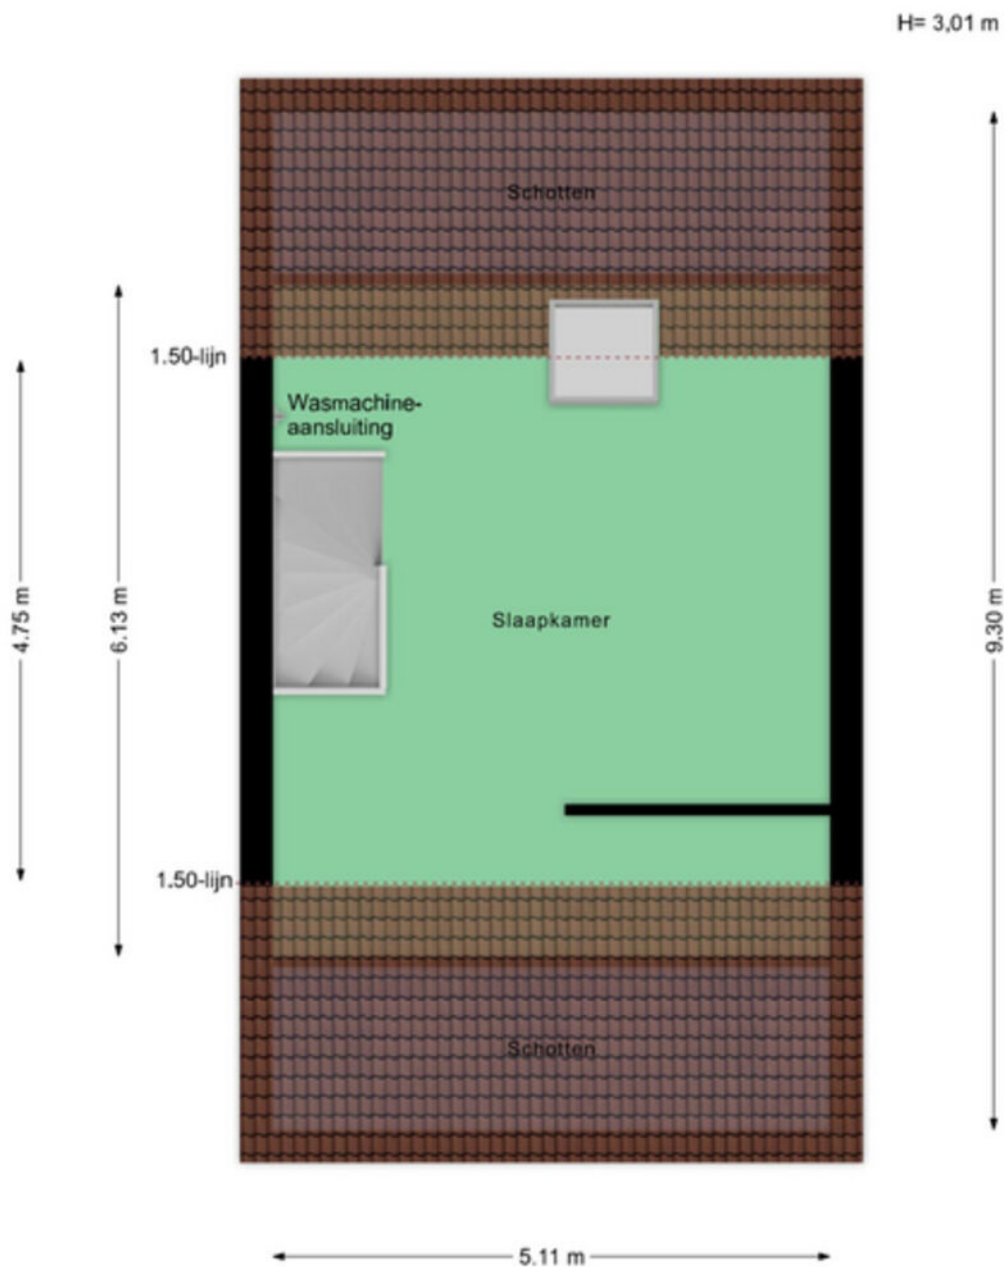 H= 3,01 m
Schotten
1.50-lijn
Wasmachine-
aansluiting
4.75 m
6.13 m
Slaapkamer
9.30 m
1.50-lijn
Schotten
5.11 m